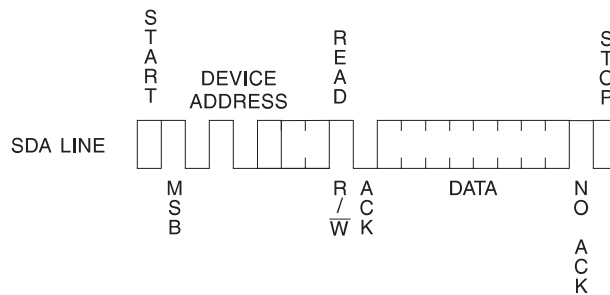 START
READ
STOP
DEVICE
ADDRESS
SDA LINE
MSB
R/W
ACK
DATA
NO ACK